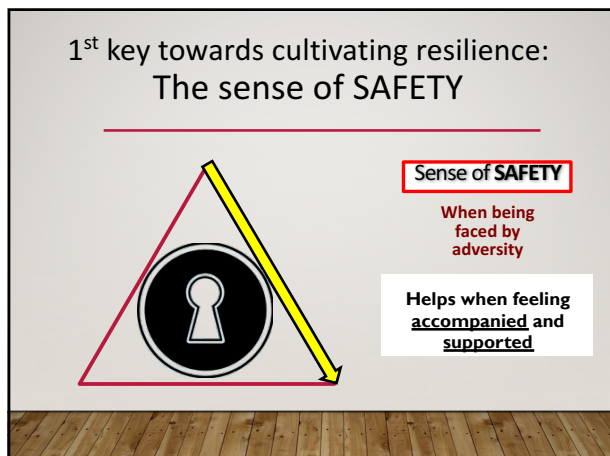 1st key towards cultivating resilience:
The sense of SAFETY
Sense of SAFETY
When being
faced by
adversity
Helps when feeling
accompanied and
supported